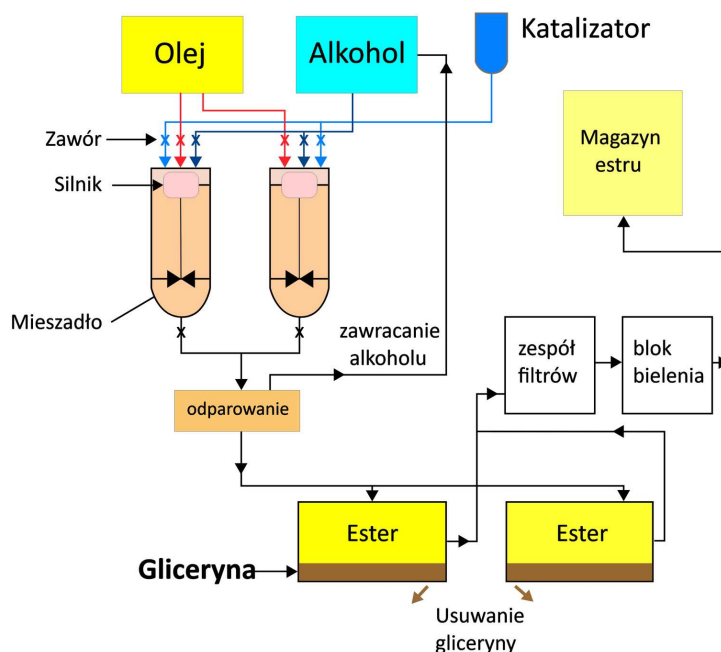 Olej
Alkohol
Katalizator
Zawór
Silnik
Mieszadło
Magazyn
estru
zawracanie
alkoholu
zespół
filtrów
blok
bielenia
odparowanie
Ester
Ester
Gliceryna
Usuwanie
gliceryny